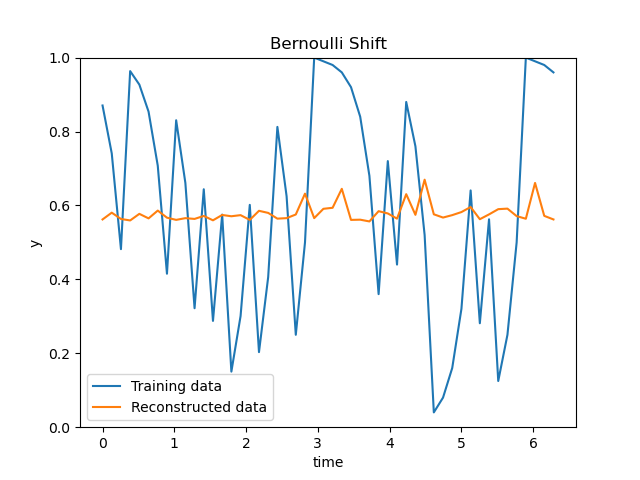 Bernoulli Shift
1.0
0.8
0.6
0.4
0.2
0.0
y
Training data
Reconstructed data
0 1 2 3 4 5 6
time